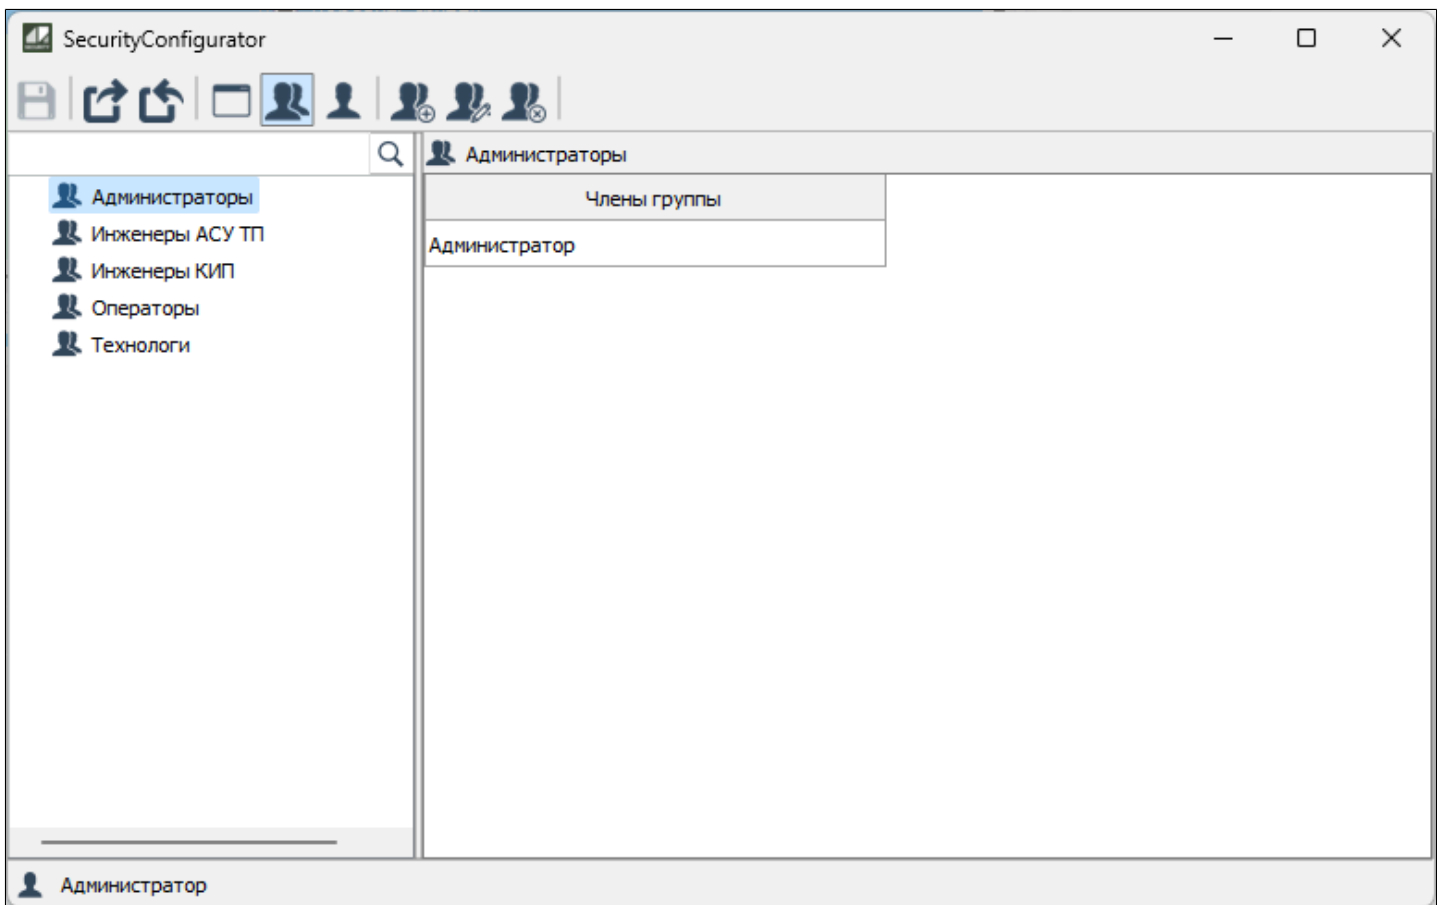 SecurityConfigurator
Администраторы
Администраторы
Инженеры АСУ ТП
Инженеры КИП
Операторы
Технологи
Члены группы
Администратор
Администратор